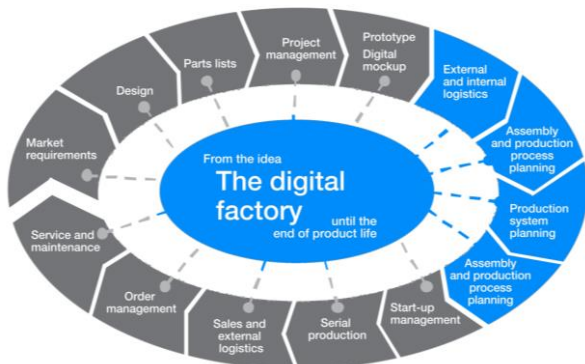 Market
requirements
Design
Parts lists
Project
management
Prototype
Digital
mockup
External
and internal
logistics
Assembly
and production
process
planning
Production
system
planning
Assembly
and production
process
planning
Start-up
management
Serial
production
Sales and
external
logistics
Order
management
Service and
maintenance
From the idea
The digital
factory
until the
end of product life